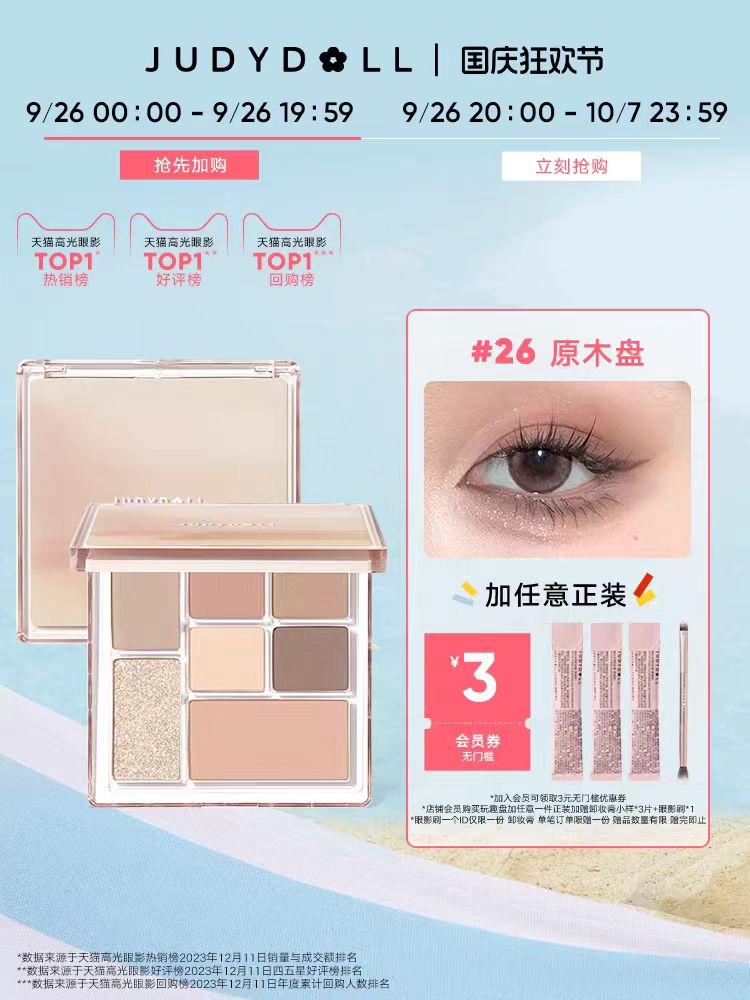 JUDYDOLL | 国庆狂欢节
9/26 00:00 - 9/26 19:59
9/26 20:00 - 10/7 23:59
抢先加购
立刻抢购
天猫高光眼影
TOP1*
热销榜
天猫高光眼影
TOP1**
好评榜
天猫高光眼影
TOP1***
回购榜
#26 原木盘
JUDYDOLL
JUDYDOLL
加任意正装
¥3
会员券
无门槛
JUDYDOLL
JUDYDOLL
JUDYDOLL
*加入会员可领取3元无门槛优惠券
*店铺会员购买玩趣盘加任意一件正装加赠卸妆膏小样*3片+眼影刷*1
*眼影刷一个ID仅限一份 卸妆膏 单笔订单限赠一份 赠品数量有限 赠完即止
*数据来源于天猫高光眼影热销榜2023年12月11日销量与成交额排名
**数据来源于天猫高光眼影好评榜2023年12月11日四五星好评榜排名
***数据来源于天猫高光眼影回购榜2023年12月11日年度累计回购人数排名